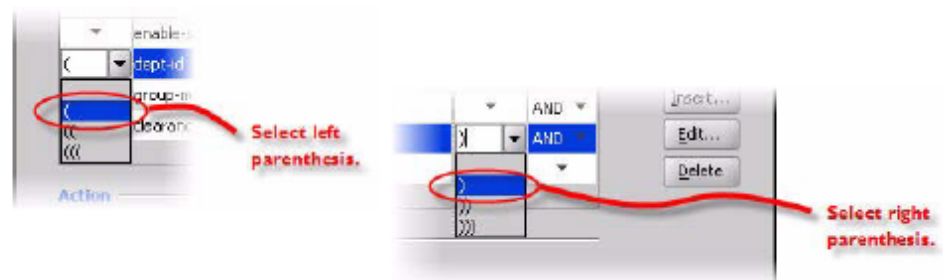 enable-
( dept-id
group-m
(
(( clearanc
(((
Select left
parenthesis.
Action
AND Insert...
) AND Edit...
Delete
)
))
)))
Select right
parenthesis.